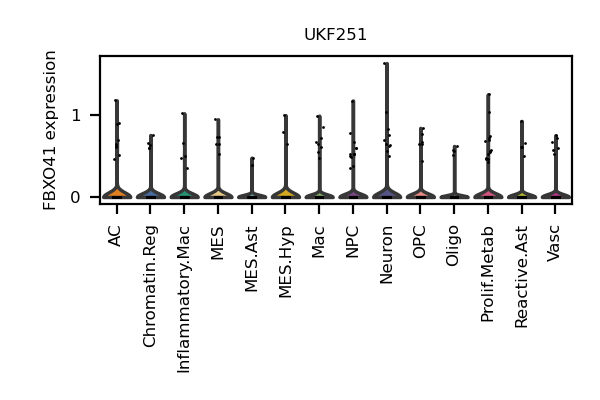 UKF251
FBXO41 expression
1
0
AC
Chromatin.Reg
Inflammatory.Mac
MES
MES.Ast
MES.Hyp
Mac
NPC
Neuron
OPC
Oligo
Prolif.Metab
Reactive.Ast
Vasc